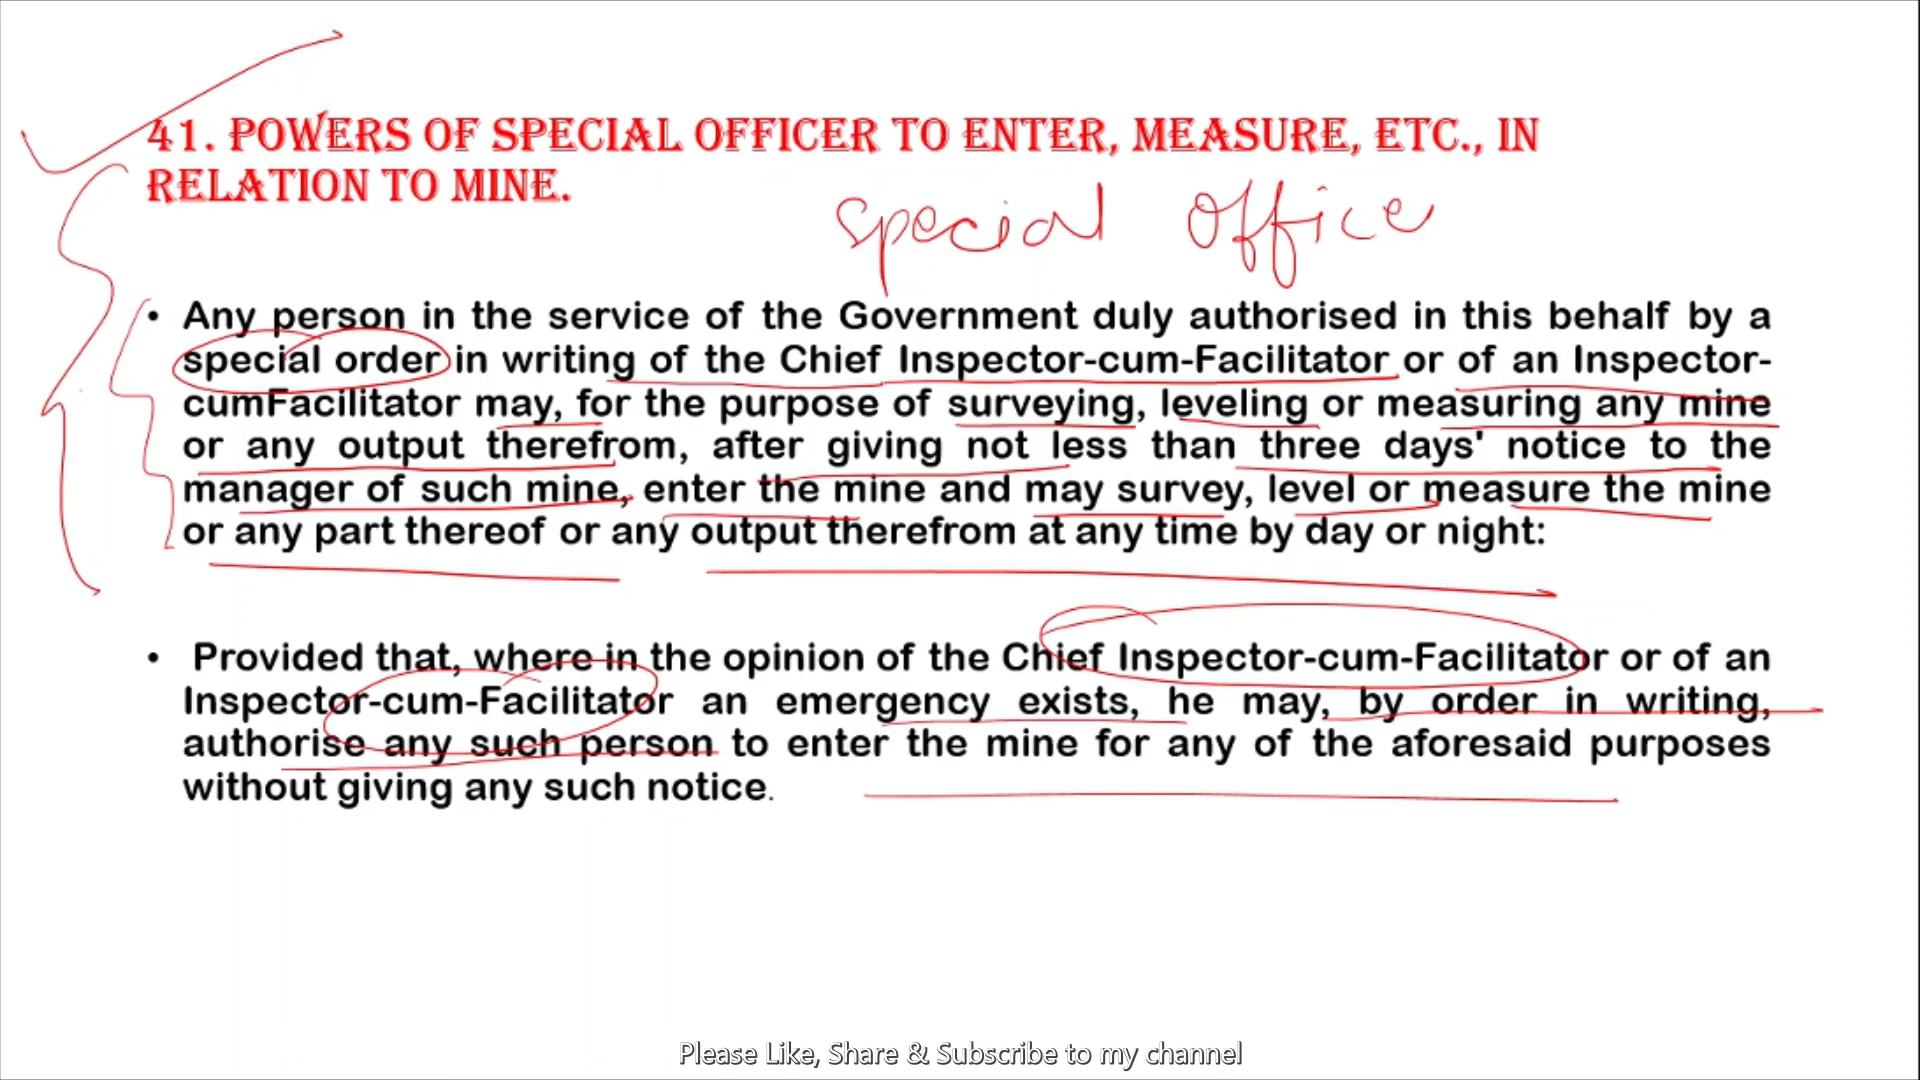 41. POWERS OF SPECIAL OFFICER TO ENTER, MEASURE, ETC., IN
RELATION TO MINE.
Special Office
• Any person in the service of the Government duly authorised in this behalf by a
special order in writing of the Chief Inspector-cum-Facilitator or of an Inspector-
cumFacilitator may, for the purpose of surveying, leveling or measuring any mine
or any output therefrom, after giving not less than three days' notice to the
manager of such mine, enter the mine and may survey, level or measure the mine
or any part thereof or any output therefrom at any time by day or night:
• Provided that, where in the opinion of the Chief Inspector-cum-Facilitator or of an
Inspector-cum-Facilitator an emergency exists, he may, by order in writing,
authorise any such person to enter the mine for any of the aforesaid purposes
without giving any such notice.
Please Like, Share & Subscribe to my channel